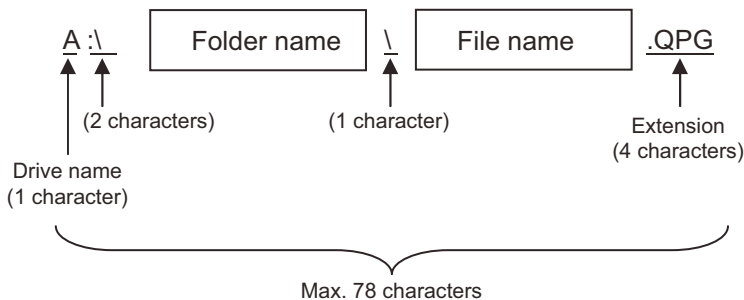 A :\ Folder name \ File name .QPG
(2 characters) (1 character)
Extension
(4 characters)
Drive name
(1 character)
Max. 78 characters